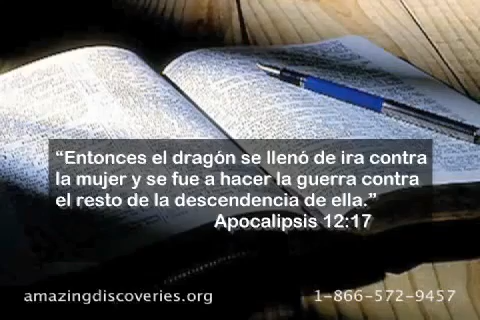 “Entonces el dragón se llenó de ira contra
la mujer y se fue a hacer la guerra contra
el resto de la descendencia de ella.”
Apocalipsis 12:17
amazingdiscoveries.org 1-866-572-9457